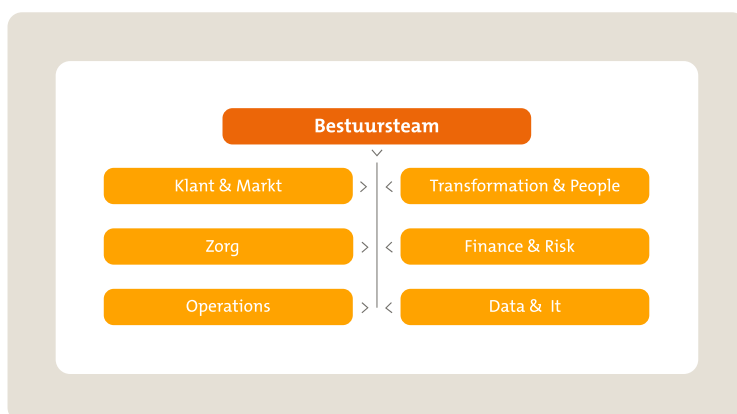 Bestuursteam
Klant & Markt
Transformation & People
Zorg
Finance & Risk
Operations
Data & It